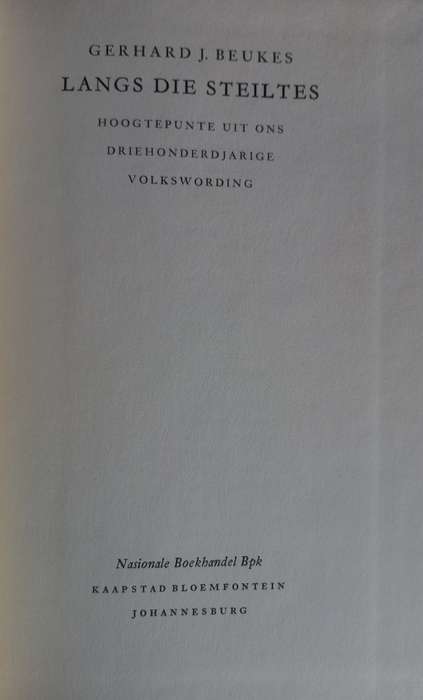 GERHARD J. BEUKES
LANGS DIE STEILTES
HOOGTEPUNTE UIT ONS
DRIEHONDERDJARIGE
VOLKSWORDING
Nasionale Boekhandel Bpk
KAAPSTAD BLOEMFONTEIN
JOHANNESBURG